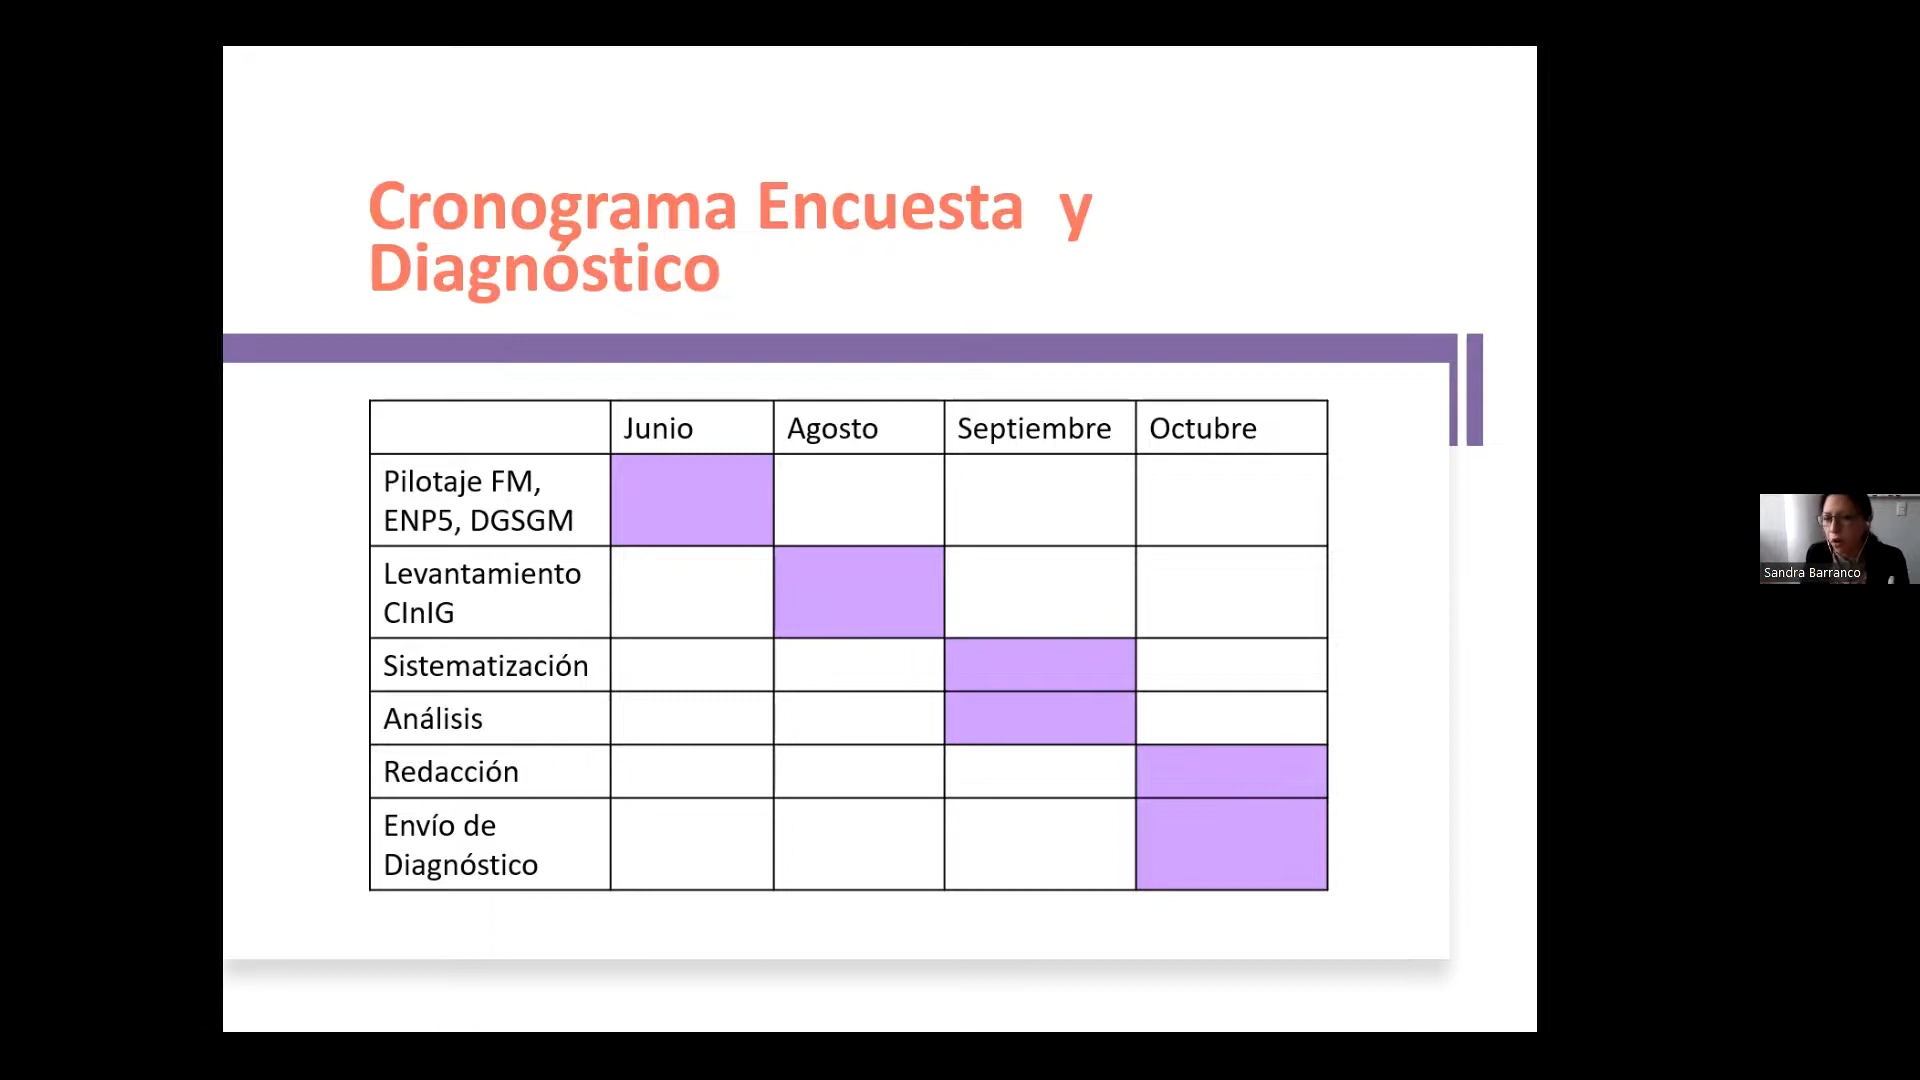 Cronograma Encuesta y
Diagnóstico
Junio Agosto Septiembre Octubre
Pilotaje FM,
ENP5, DGSGM
Levantamiento
CInIG
Sistematización
Análisis
Redacción
Envío de
Diagnóstico
Sandra Barranco